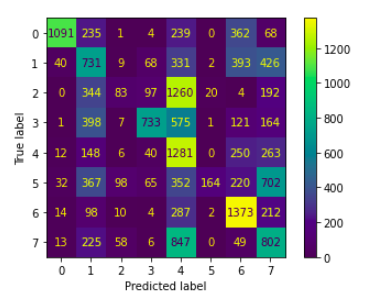 0 1091 235 1 4 239 0 362 68
1 40 731 9 68 331 2 393 426
2 0 344 83 97 1260 20 4 192
3 1 398 7 733 575 1 121 164
4 12 148 6 40 1281 0 250 263
5 32 367 98 65 352 164 220 702
6 14 98 10 4 287 2 1373 212
7 13 225 58 6 847 0 49 802
0 1 2 3 4 5 6 7
Predicted label
True label
1200
1000
800
600
400
200
0